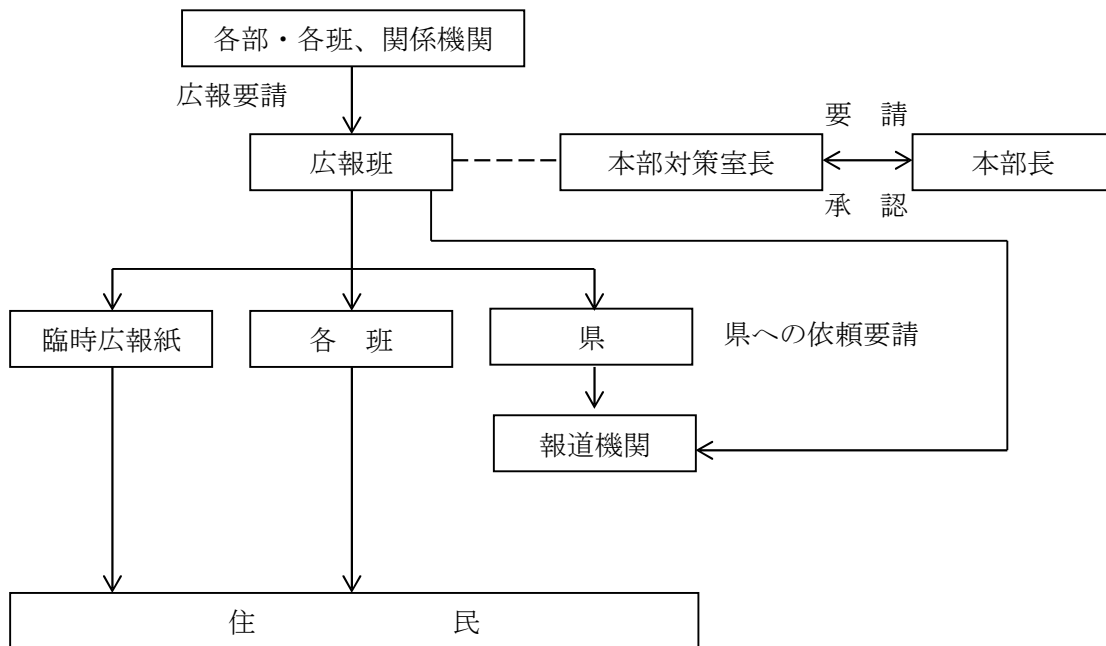 各部・各班、関係機関
広報要請
要　請
広報班
本部対策室長
本部長
承　認
臨時広報紙
各　班
県
県への依頼要請
報道機関
住　　　　　　　　民